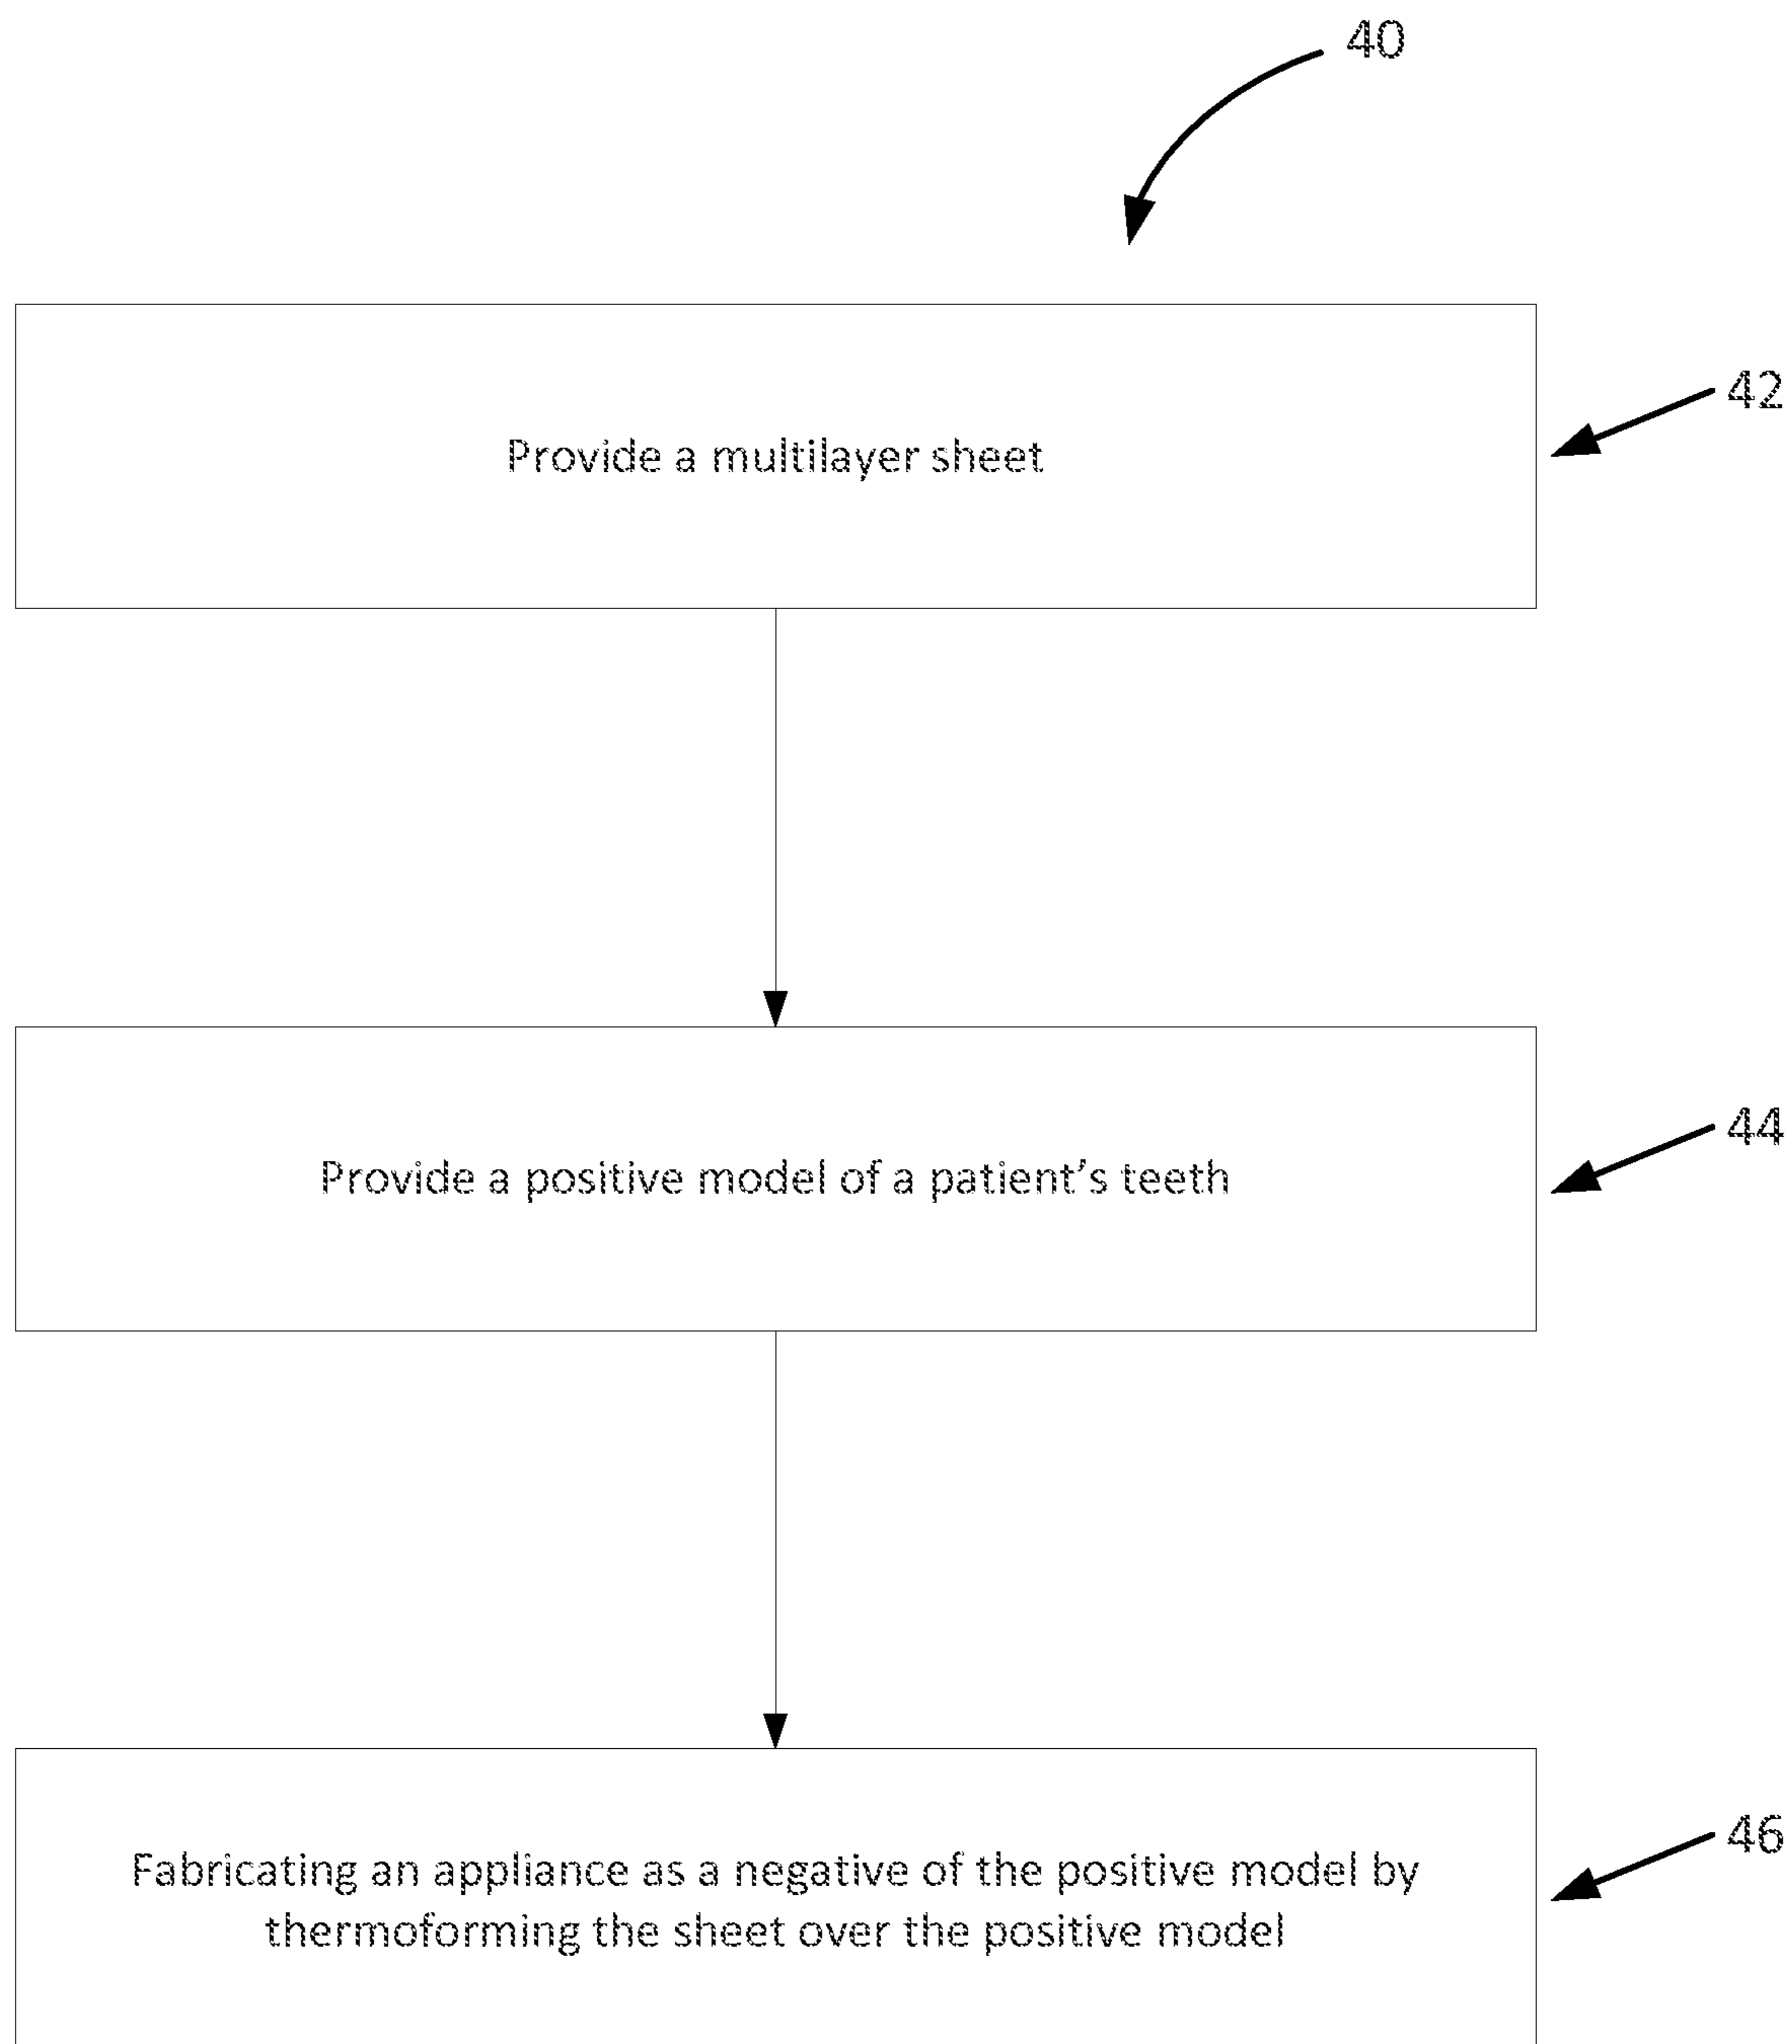 40
Provide a multilayer sheet
42
Provide a positive model of a patient’s teeth
44
Fabricating an appliance as a negative of the positive model by
thermoforming the sheet over the positive model
46